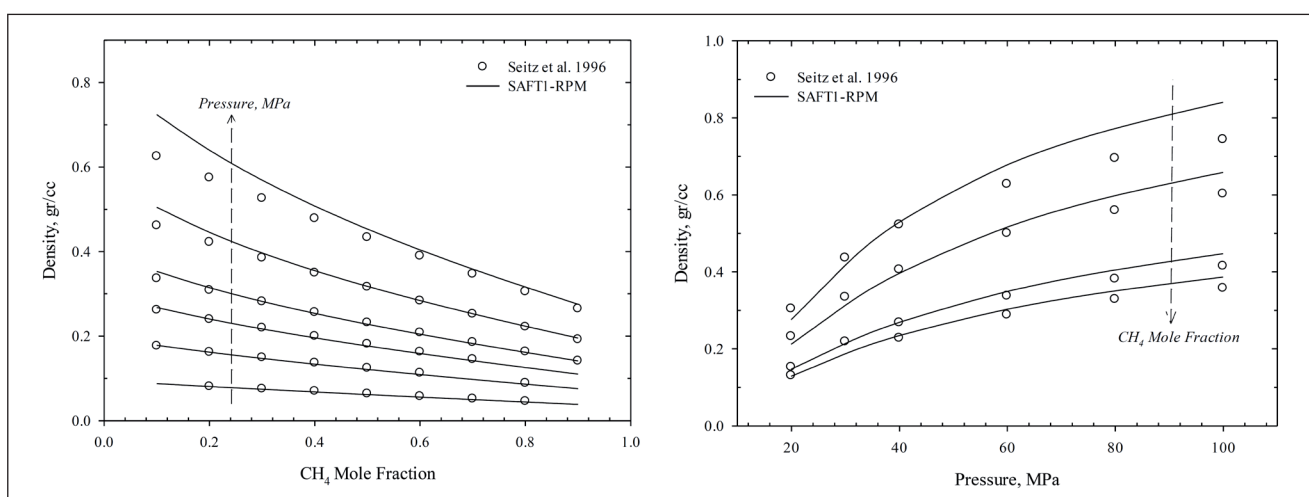 0.8
0.6
0.4
0.2
0.0
Density, gr/cc
Seitz et al. 1996
SAFT1-RPM
Pressure, MPa
0.0 0.2 0.4 0.6 0.8 1.0
CH₄ Mole Fraction
1.0
0.8
0.6
0.4
0.2
0.0
Density, gr/cc
Seitz et al. 1996
SAFT1-RPM
CH₄ Mole Fraction
20 40 60 80 100
Pressure, MPa